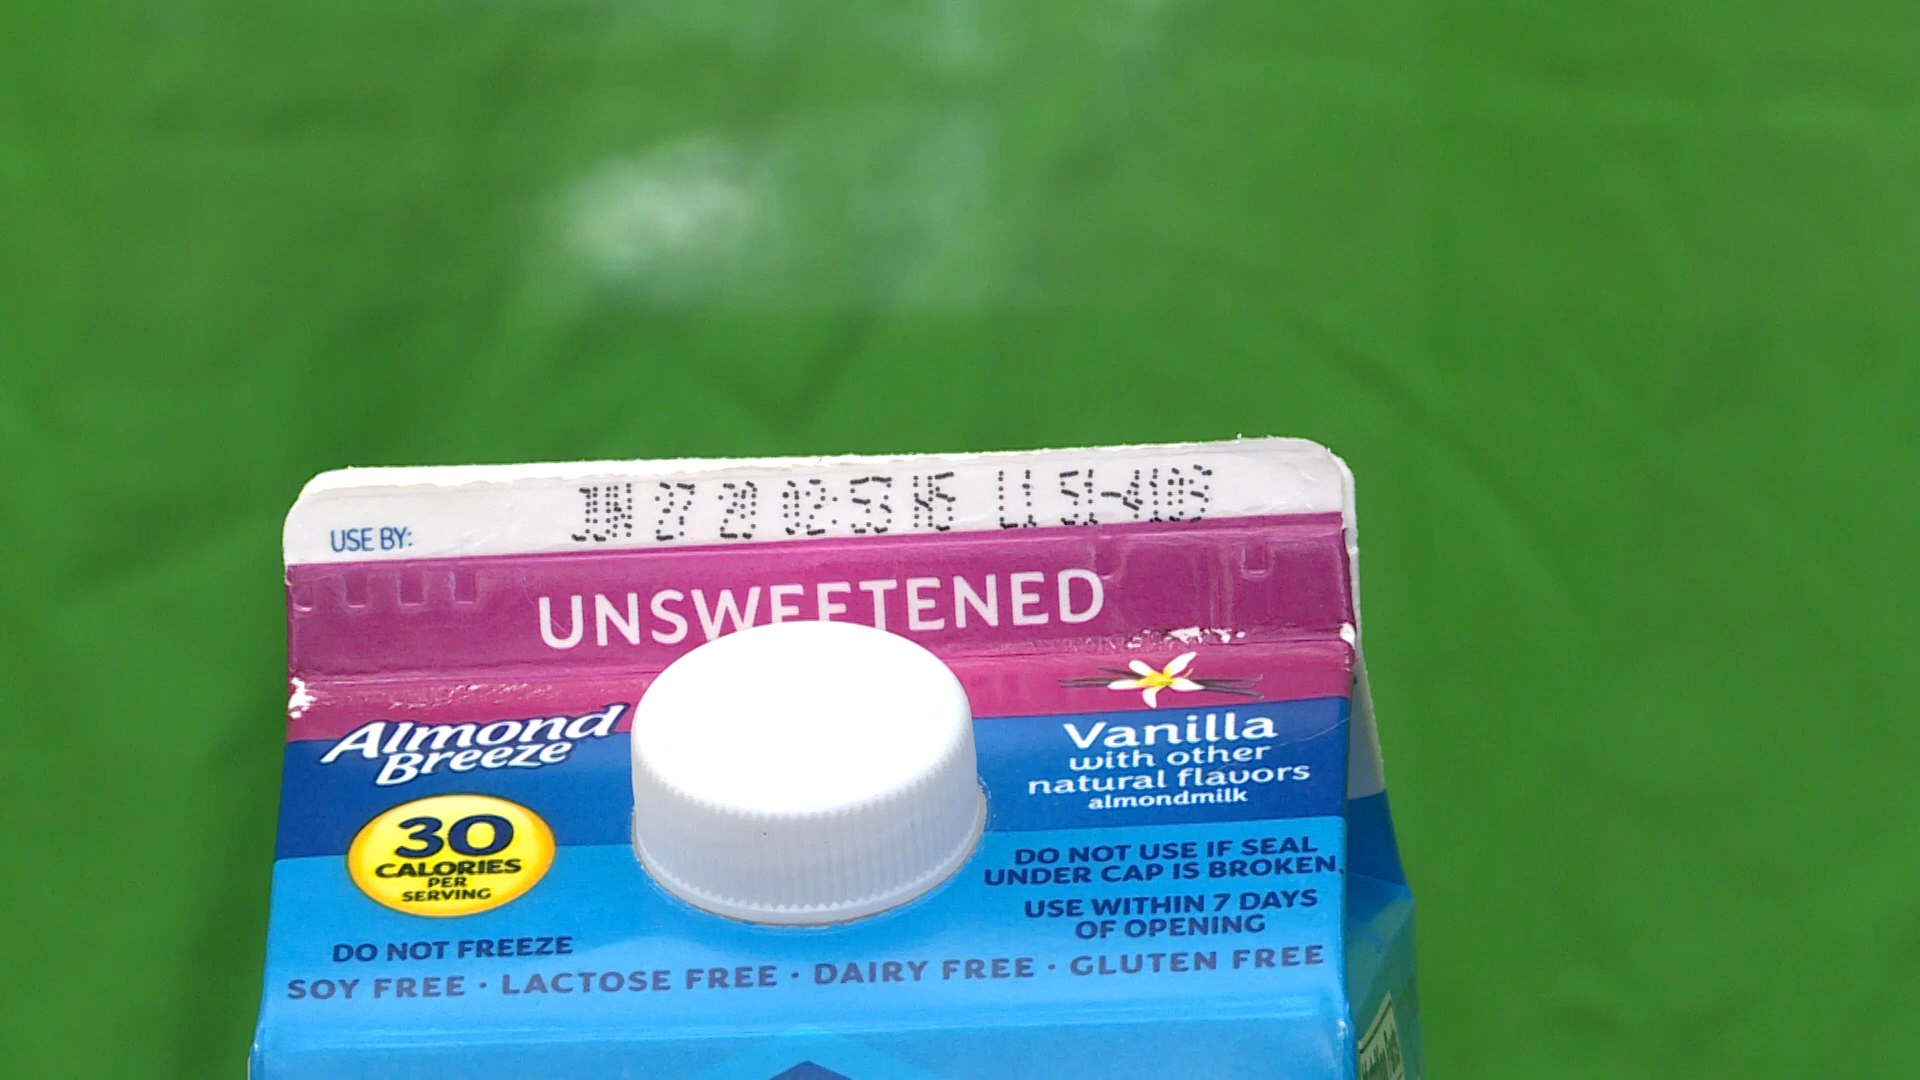 USE BY: JUN 27 20 02:53 HS L1 51-4103
UNSWEETENED
Almond
Breeze
30
CALORIES
PER
SERVING
DO NOT FREEZE
Vanilla
with other
natural flavors
almondmilk
DO NOT USE IF SEAL
UNDER CAP IS BROKEN.
USE WITHIN 7 DAYS
OF OPENING
SOY FREE · LACTOSE FREE · DAIRY FREE · GLUTEN FREE